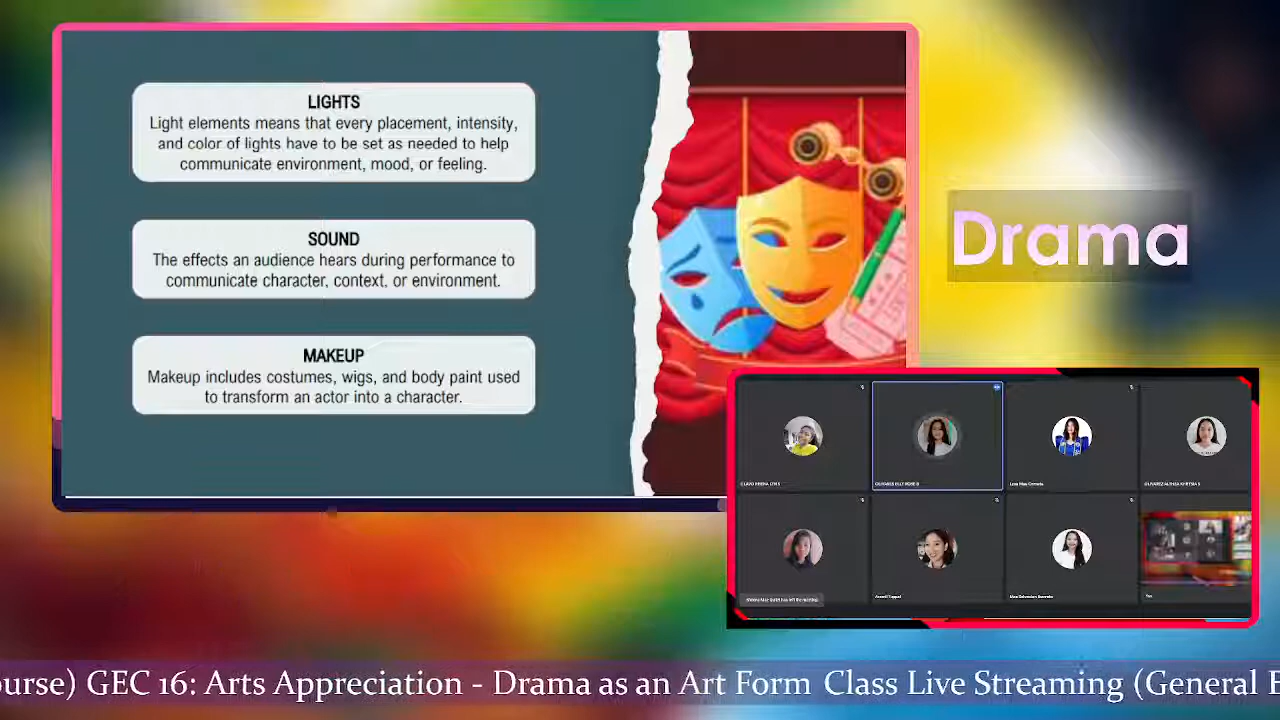 LIGHTS
Light elements means that every placement, intensity,
and color of lights have to be set as needed to help
communicate environment, mood, or feeling.
SOUND
The effects an audience hears during performance to
communicate character, context, or environment.
MAKEUP
Makeup includes costumes, wigs, and body paint used
to transform an actor into a character.
Drama
You
ourse) GEC 16: Arts Appreciation - Drama as an Art Form Class Live Streaming (General E